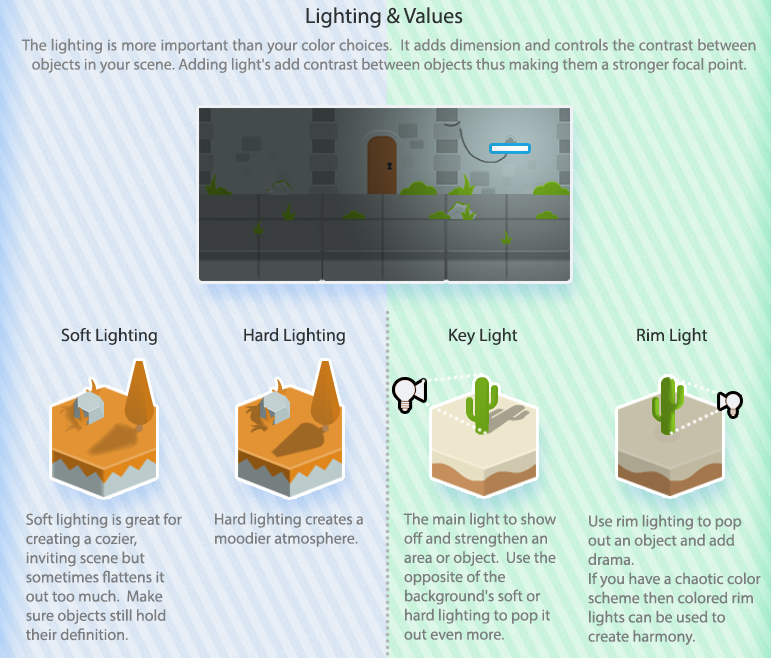 Lighting & Values
The lighting is more important than your color choices. It adds dimension and controls the contrast between
objects in your scene. Adding light's add contrast between objects thus making them a stronger focal point.
Soft Lighting
Soft lighting is great for
creating a cozier,
inviting scene but
sometimes flattens it
out too much. Make
sure objects still hold
their definition.
Hard Lighting
Hard lighting creates a
moodier atmosphere.
Key Light
The main light to show
off and strengthen an
area or object. Use the
opposite of the
background's soft or
hard lighting to pop it
out even more.
Rim Light
Use rim lighting to pop
out an object and add
drama.
If you have a chaotic color
scheme then colored rim
lights can be used to
create harmony.